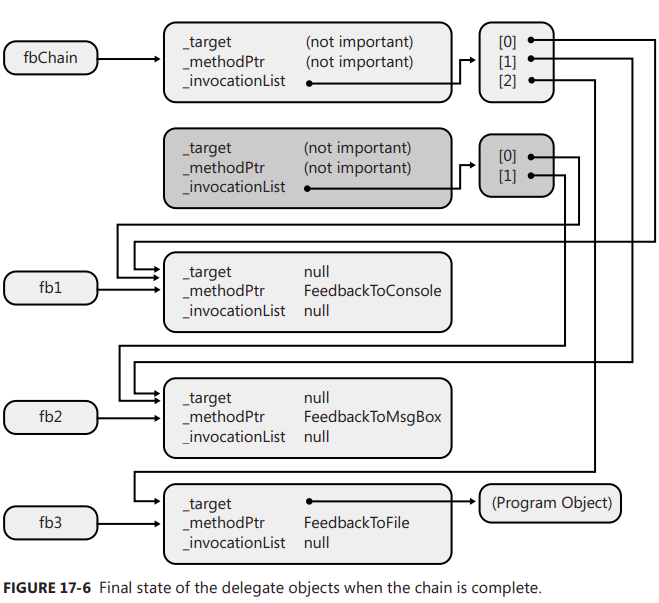 fbChain
_target (not important)
_methodPtr (not important)
_invocationList
[0]
[1]
[2]
_target (not important)
_methodPtr (not important)
_invocationList
[0]
[1]
fb1
_target null
_methodPtr FeedbackToConsole
_invocationList null
fb2
_target null
_methodPtr FeedbackToMsgBox
_invocationList null
fb3
_target
_methodPtr FeedbackToFile
_invocationList null
(Program Object)
FIGURE 17-6 Final state of the delegate objects when the chain is complete.